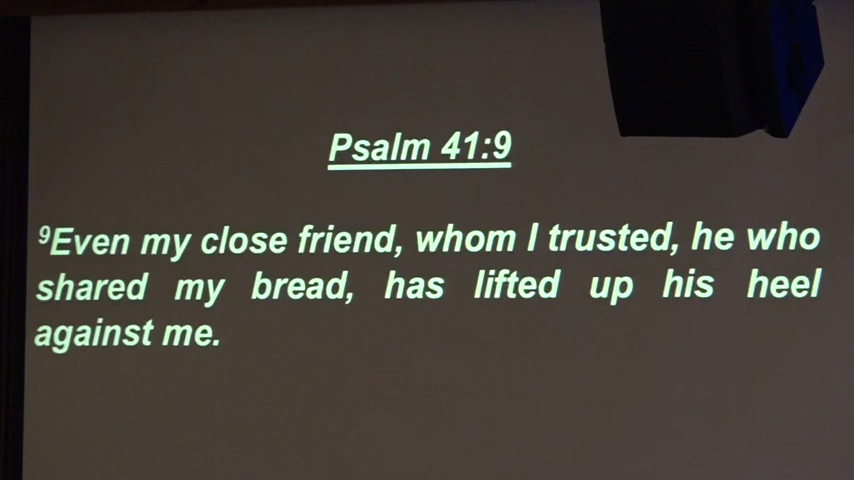 Psalm 41:9
⁹Even my close friend, whom I trusted, he who
shared my bread, has lifted up his heel
against me.